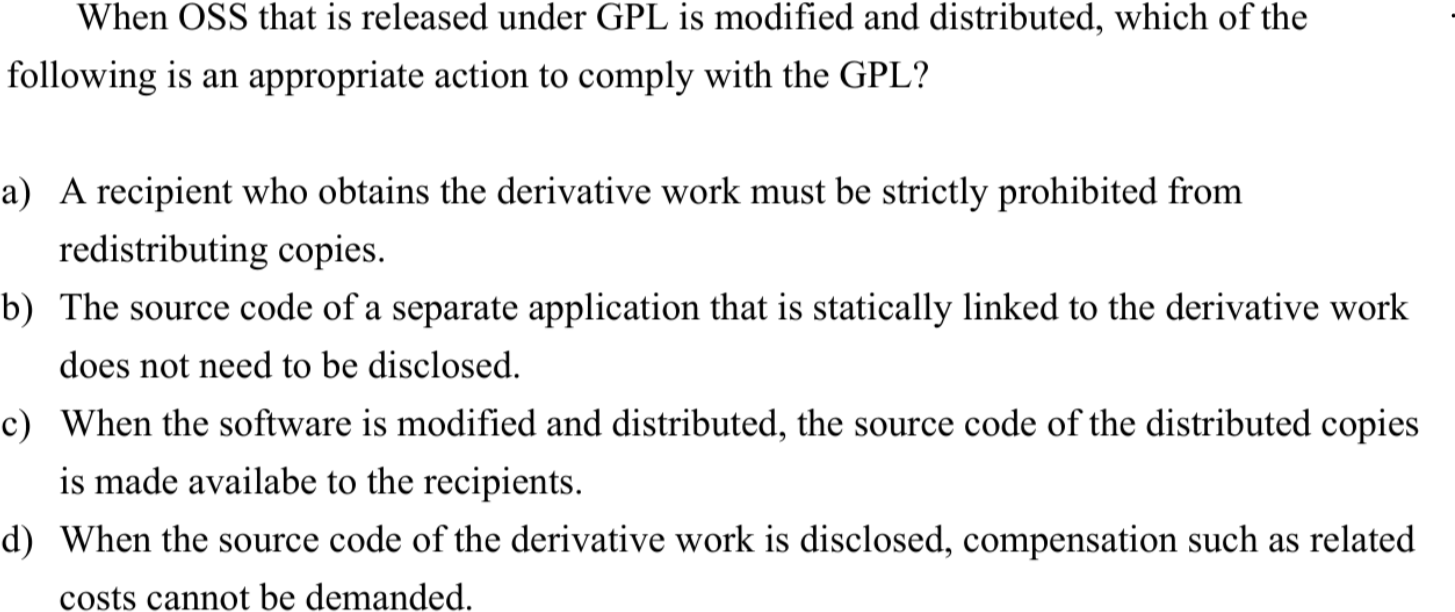 When OSS that is released under GPL is modified and distributed, which of the
following is an appropriate action to comply with the GPL?
a) A recipient who obtains the derivative work must be strictly prohibited from
redistributing copies.
b) The source code of a separate application that is statically linked to the derivative work
does not need to be disclosed.
c) When the software is modified and distributed, the source code of the distributed copies
is made availabe to the recipients.
d) When the source code of the derivative work is disclosed, compensation such as related
costs cannot be demanded.